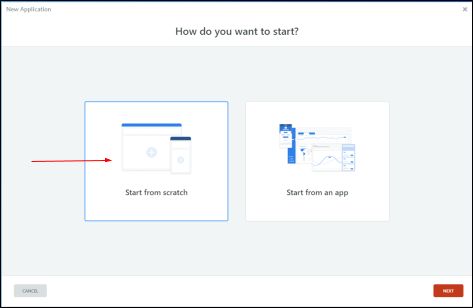 New Application
How do you want to start?
Start from scratch
Start from an app
CANCEL
NEXT